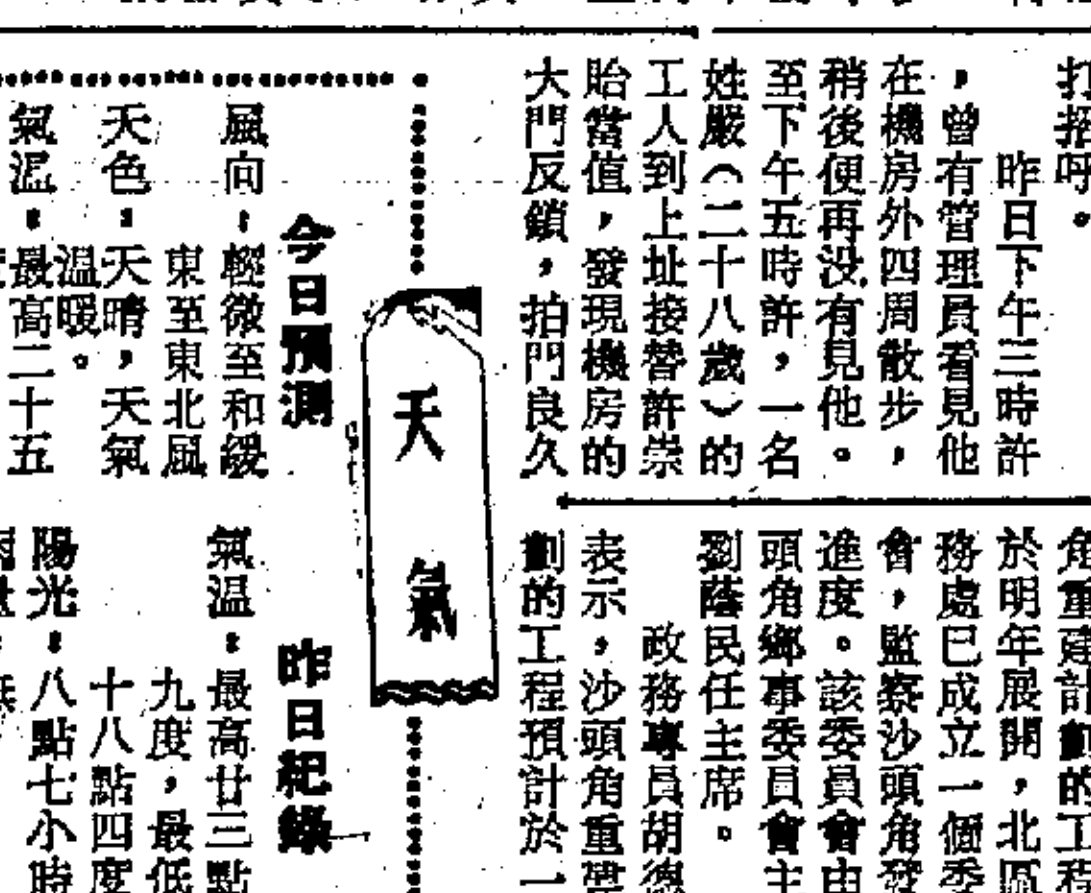 打招呼。
昨日下午三時許
，曾有管理員看見他
在機房外四周散步，
稍後便再没有見他。
至下午五時許，一名
姓嚴（二十八歲）的
工人到上址接替許崇
貽當值，發現機房的
大門反鎖，拍門良久
角重建計劃的工程
於明年展開，北區
務處已成立一個委
會，監察沙頭角發
進度。該委員會由
頭角鄉事委員會主
劉蔭民任主席。
政務專員胡德
表示，沙頭角重建
劃的工程預計於一
天氣
今日預測
風向：輕微至和緩
東至東北風
天色：天晴，天氣
温暖。
氣温：最高二十五
昨日紀錄
氣温：最高廿三點
九度，最低
十八點四度
陽光：八點七小時